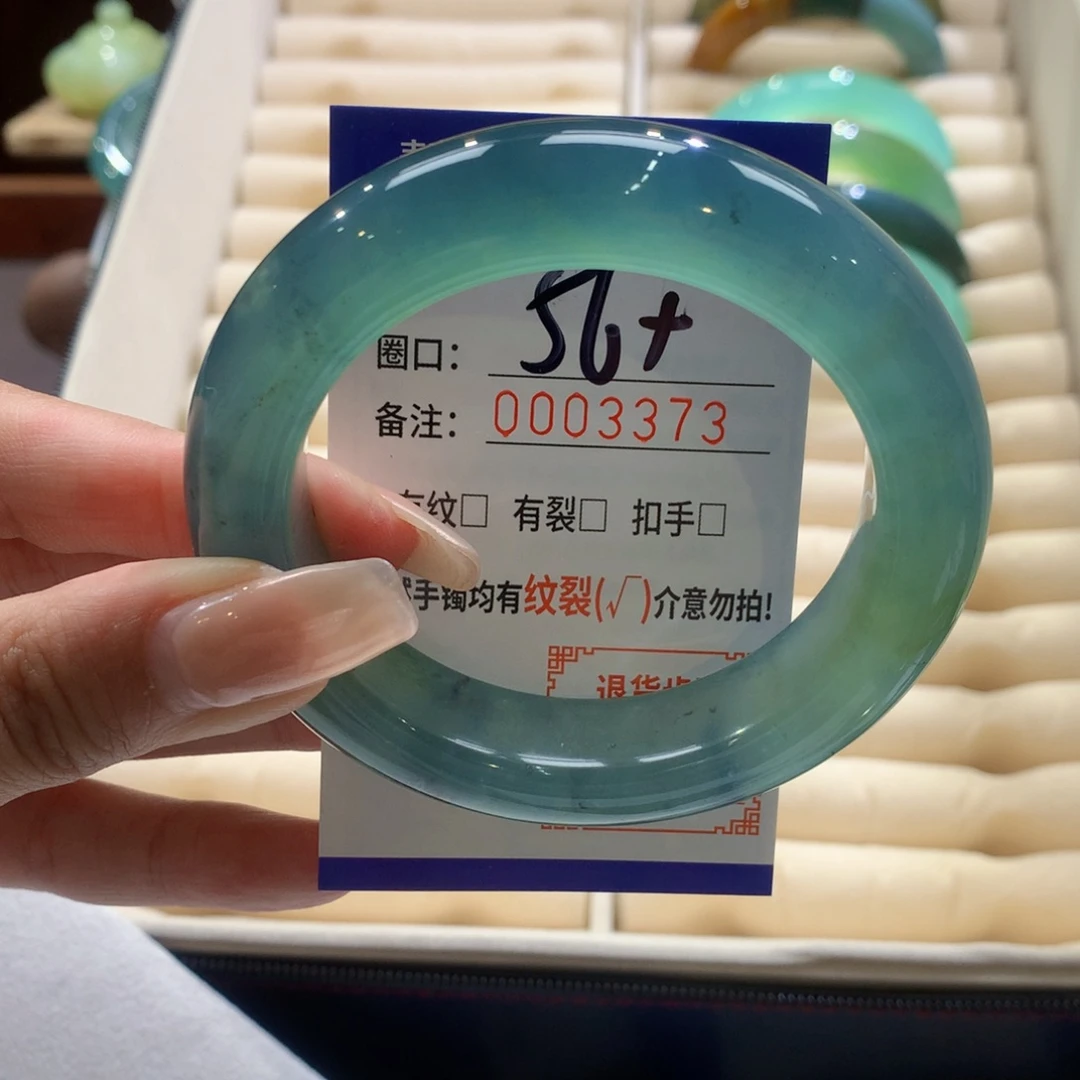 56+
圈口：
备注： 0003373
有纹□ 有裂□ 扣手□
手镯均有纹裂(√)介意勿拍!
退货